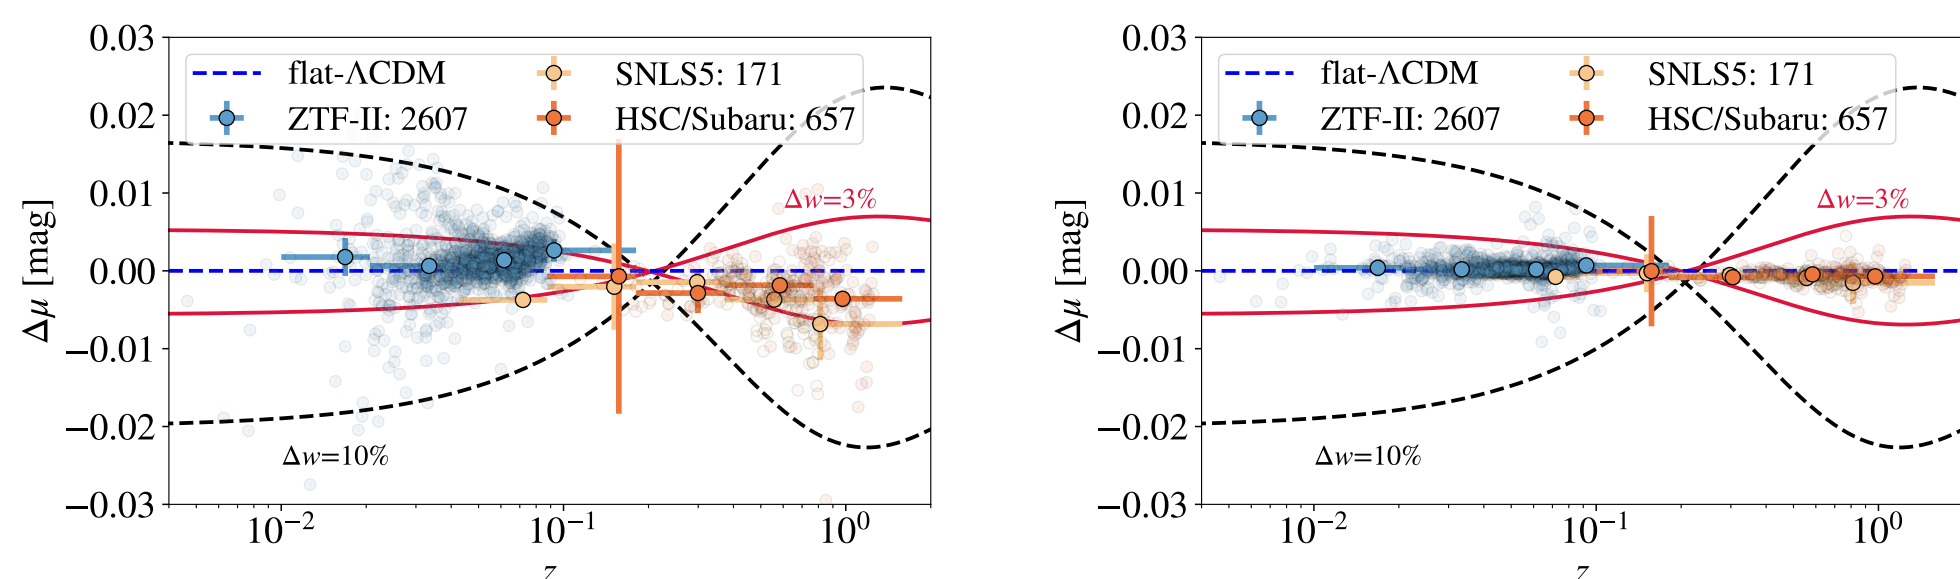 0.03
0.02
0.01
0.00
−0.01
−0.02
−0.03
Δμ [mag]
flat-ΛCDM
ZTF-II: 2607
SNLS5: 171
HSC/Subaru: 657
Δw=3%
Δw=10%
10⁻²
10⁻¹
10⁰
z
0.03
0.02
0.01
0.00
−0.01
−0.02
−0.03
Δμ [mag]
flat-ΛCDM
ZTF-II: 2607
SNLS5: 171
HSC/Subaru: 657
Δw=3%
Δw=10%
10⁻²
10⁻¹
10⁰
z